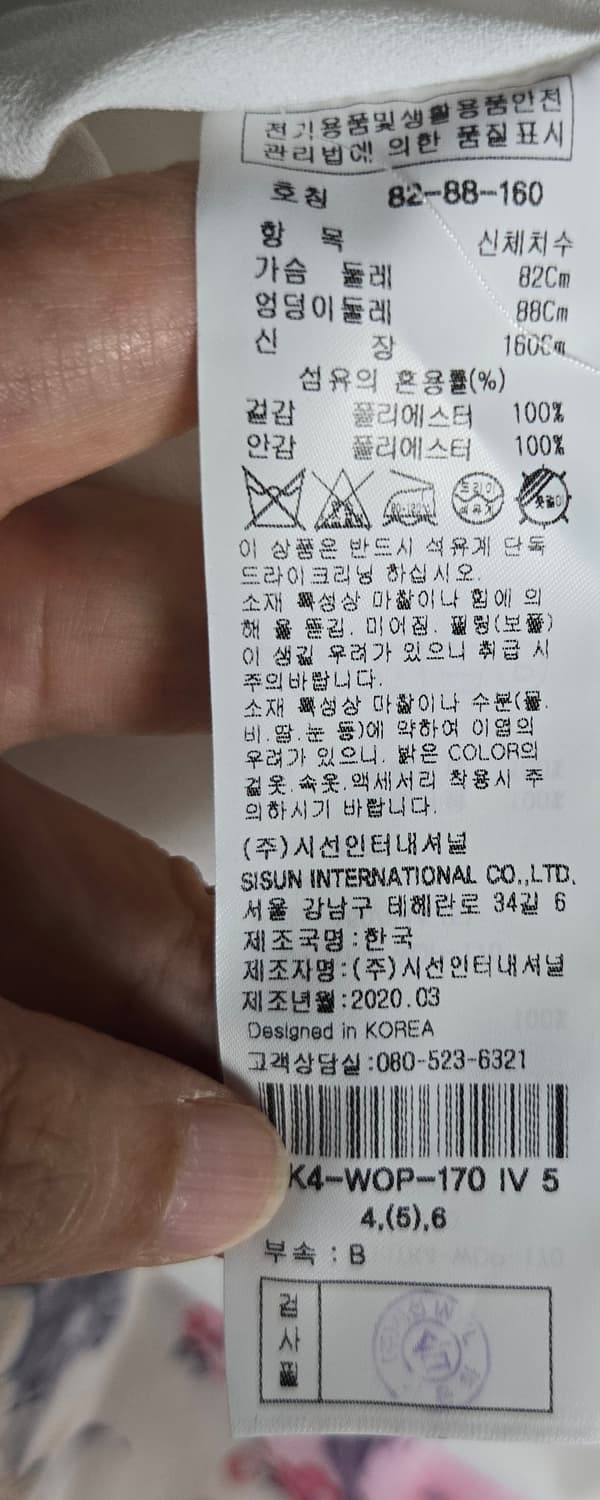 전기용품및생활용품안전
관리법에 의한 품질표시
호칭 82-88-160
항 목 신체치수
가슴 둘레 82Cm
엉덩이둘레 88Cm
신 장 160Cm
섬유의 혼용률(%)
겉감 폴리에스터 100%
안감 폴리에스터 100%
80-120℃ 드라이 옷걸이
석유계
이 상품은 반드시 석유계 단독
드라이크리닝 하십시오.
소재 특성상 마찰이나 힘에 의
해 올 뜯김. 미어짐. 필링(보풀)
이 생길 우려가 있으니 취급 시
주의바랍니다.
소재 특성상 마찰이나 수분(물.
비.땀.눈 등)에 약하여 이염의
우려가 있으니. 밝은 COLOR의
겉옷.속옷.액세서리 착용시 주
의하시기 바랍니다.
(주)시선인터내셔널
SISUN INTERNATIONAL CO.,LTD.
서울 강남구 테헤란로 34길 6
제조국명:한국
제조자명:(주)시선인터내셔널
제조년월:2020.03
Designed in KOREA
고객상담실:080-523-6321
K4-WOP-170 IV 5
4,(5),6
부속 : B
검사필